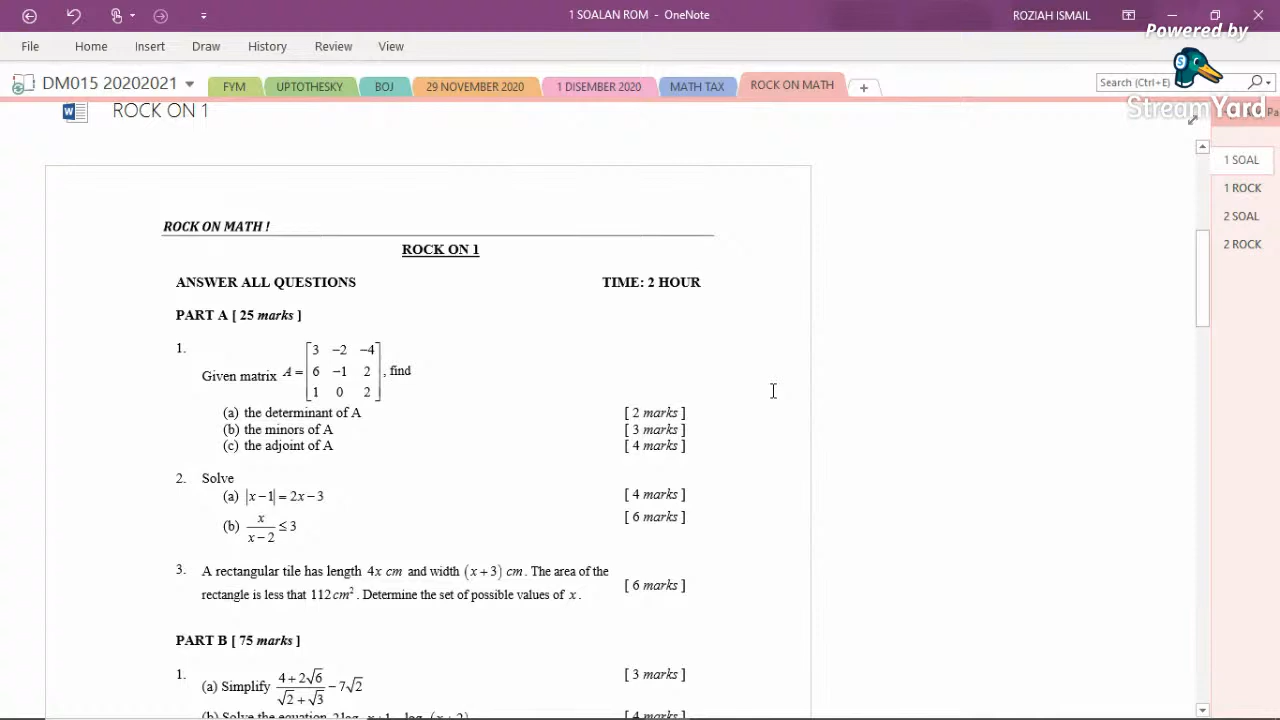 1 SOALAN ROM - OneNote
ROZIAH ISMAIL
Powered by
File Home Insert Draw History Review View
DM015 20202021 FYM UPTOTHESKY BOJ 29 NOVEMBER 2020 1 DISEMBER 2020 MATH TAX ROCK ON MATH + Search (Ctrl+E)
StreamYard
ROCK ON 1
1 SOAL
1 ROCK
2 SOAL
2 ROCK
ROCK ON MATH !
ROCK ON 1
ANSWER ALL QUESTIONS TIME: 2 HOUR
PART A [ 25 marks ]
1.
Given matrix A = [3 −2 −4
6 −1 2
1 0 2], find
(a) the determinant of A [ 2 marks ]
(b) the minors of A [ 3 marks ]
(c) the adjoint of A [ 4 marks ]
2. Solve
(a) |x−1| = 2x−3 [ 4 marks ]
(b) x/(x−2) ≤ 3 [ 6 marks ]
3. A rectangular tile has length 4x cm and width (x+3) cm. The area of the
rectangle is less that 112 cm². Determine the set of possible values of x. [ 6 marks ]
PART B [ 75 marks ]
1. (a) Simplify (4+2√6)/(√2+√3) − 7√2 [ 3 marks ]
(b) Solve the equation [ 4 marks ]